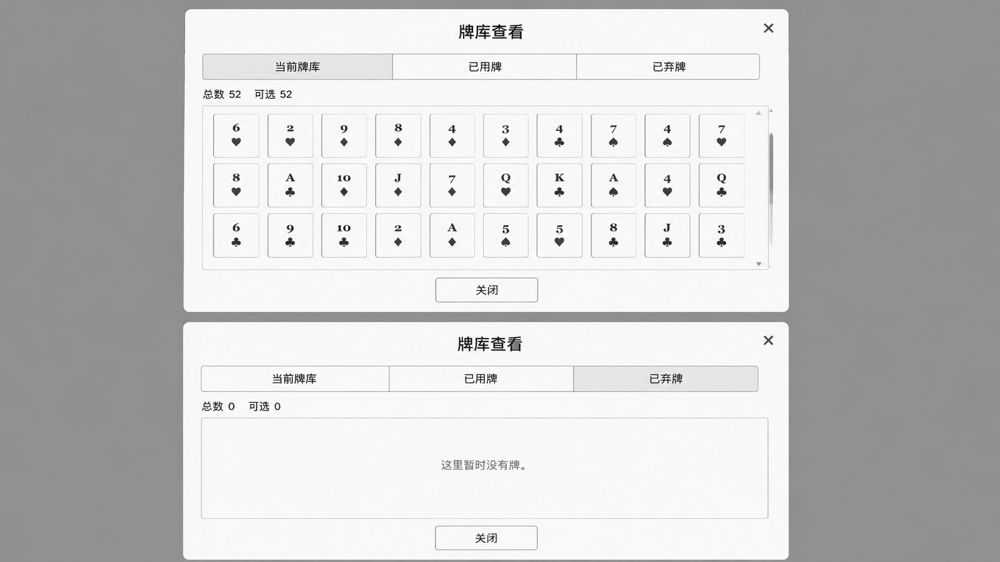 牌库查看
当前牌库 已用牌 已弃牌
总数 52 可选 52
6 2 9 8 4 3 4 7 4 7
♥ ♥ ♦ ♦ ♦ ♦ ♣ ♠ ♠ ♥
8 A 10 J 7 Q K A 4 Q
♥ ♣ ♦ ♦ ♦ ♥ ♣ ♠ ♥ ♣
6 9 10 2 A 5 5 8 J 3
♣ ♣ ♣ ♦ ♦ ♠ ♥ ♣ ♣ ♣
关闭
牌库查看
当前牌库 已用牌 已弃牌
总数 0 可选 0
这里暂时没有牌。
关闭